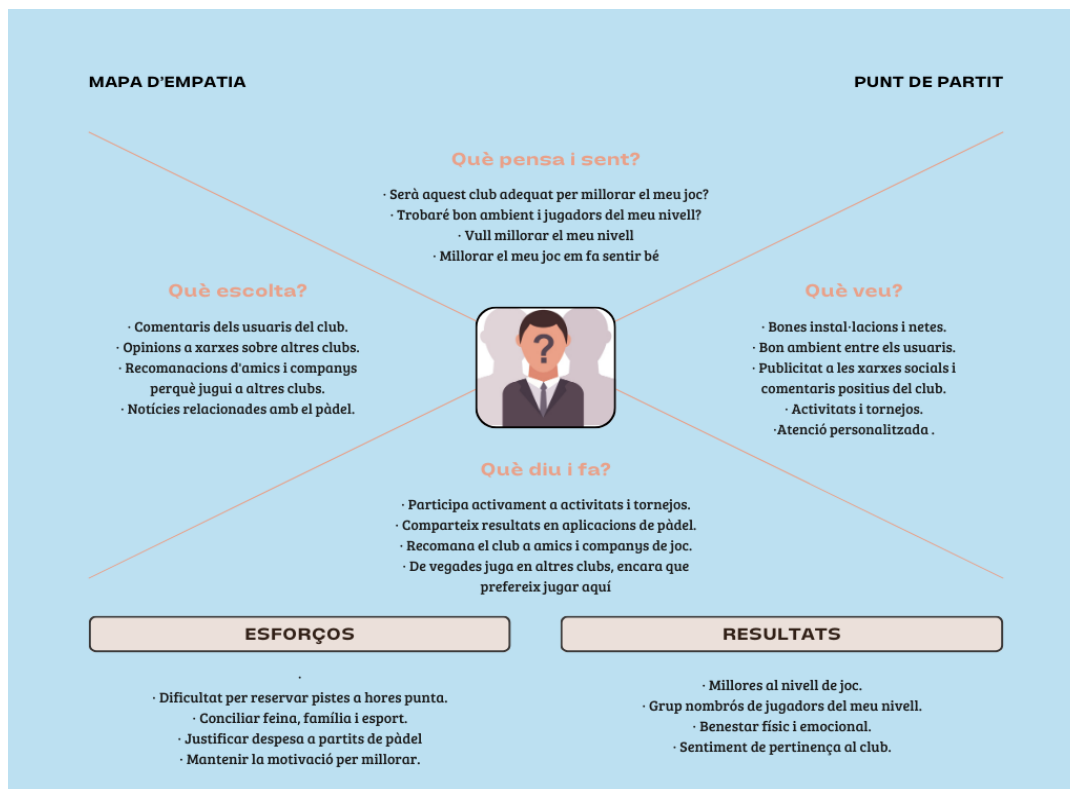 MAPA D'EMPATIA
PUNT DE PARTIT
Què pensa i sent?
· Serà aquest club adequat per millorar el meu joc?
· Trobaré bon ambient i jugadors del meu nivell?
· Vull millorar el meu nivell
· Millorar el meu joc em fa sentir bé
Què escolta?
· Comentaris dels usuaris del club.
· Opinions a xarxes sobre altres clubs.
· Recomanacions d'amics i companys
perquè jugui a altres clubs.
· Notícies relacionades amb el pàdel.
Què veu?
· Bones instal·lacions i netes.
· Bon ambient entre els usuaris.
· Publicitat a les xarxes socials i
comentaris positius del club.
· Activitats i tornejos.
·Atenció personalitzada .
?
Què diu i fa?
· Participa activament a activitats i tornejos.
· Comparteix resultats en aplicacions de pàdel.
· Recomana el club a amics i companys de joc.
· De vegades juga en altres clubs, encara que
prefereix jugar aquí
ESFORÇOS
·
· Dificultat per reservar pistes a hores punta.
· Conciliar feina, família i esport.
· Justificar despesa a partits de pàdel
· Mantenir la motivació per millorar.
RESULTATS
· Millores al nivell de joc.
· Grup nombrós de jugadors del meu nivell.
· Benestar físic i emocional.
· Sentiment de pertinença al club.